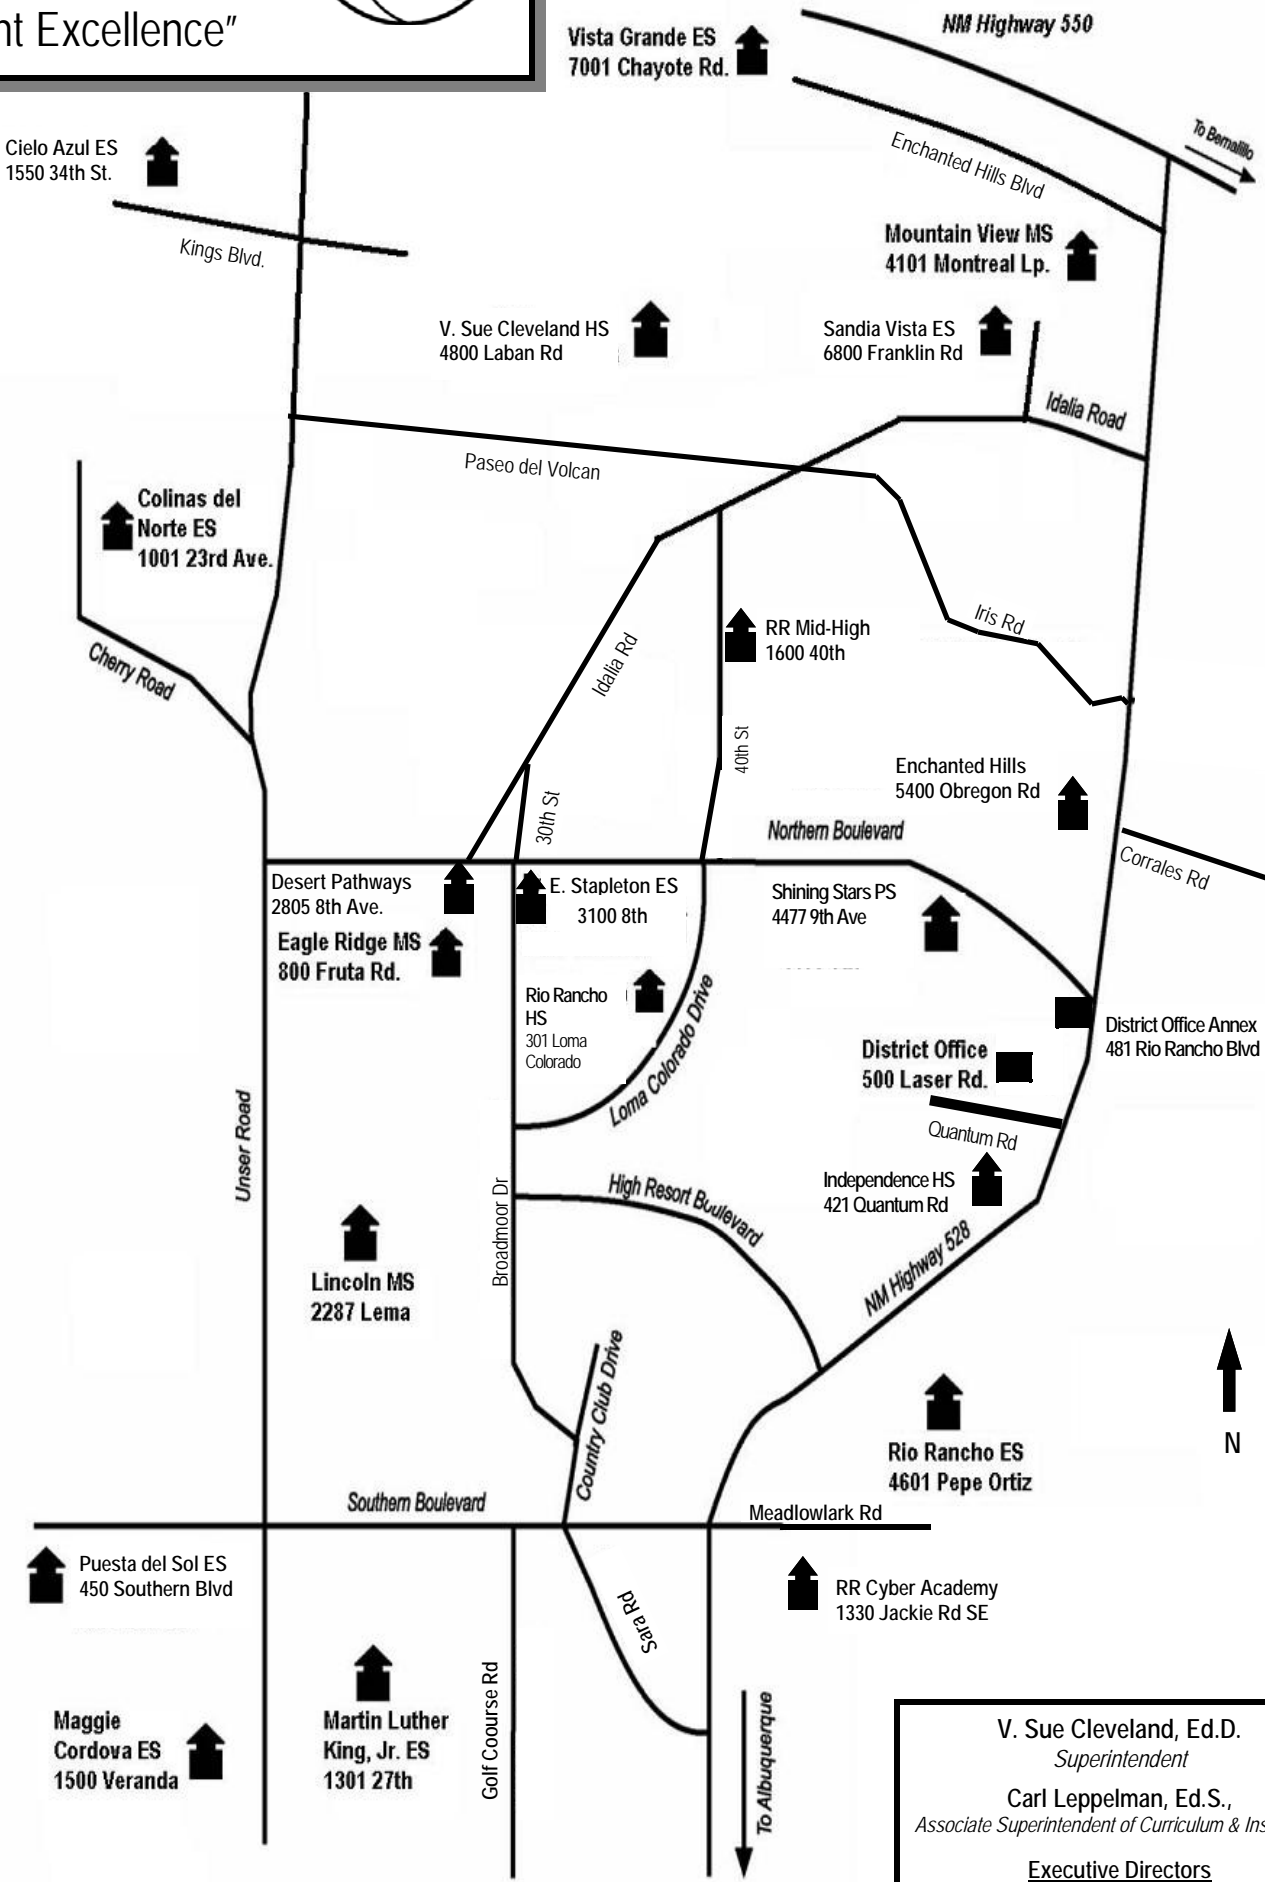 nt Excellence"
Vista Grande ES
7001 Chayote Rd.
NM Highway 550
To Bernalillo
Cielo Azul ES
1550 34th St.
Kings Blvd.
Enchanted Hills Blvd
Mountain View MS
4101 Montreal Lp.
V. Sue Cleveland HS
4800 Laban Rd
Sandia Vista ES
6800 Franklin Rd
Idalia Road
Paseo del Volcan
Colinas del
Norte ES
1001 23rd Ave.
Cherry Road
Idalia Rd
RR Mid-High
1600 40th
Iris Rd
40th St
30th St
Enchanted Hills
5400 Obregon Rd
Northern Boulevard
Corrales Rd
Desert Pathways
2805 8th Ave.
E. Stapleton ES
3100 8th
Shining Stars PS
4477 9th Ave
Eagle Ridge MS
800 Fruta Rd.
Rio Rancho
HS
301 Loma
Colorado
Loma Colorado Drive
District Office Annex
481 Rio Rancho Blvd
District Office
500 Laser Rd.
Quantum Rd
Unser Road
Independence HS
421 Quantum Rd
Broadmoor Dr
High Resort Boulevard
NM Highway 528
Lincoln MS
2287 Lema
Country Club Drive
N
Rio Rancho ES
4601 Pepe Ortiz
Southern Boulevard
Meadlowlark Rd
Puesta del Sol ES
450 Southern Blvd
RR Cyber Academy
1330 Jackie Rd SE
Sara Rd
Golf Coourse Rd
Maggie
Cordova ES
1500 Veranda
Martin Luther
King, Jr. ES
1301 27th
To Albuquerque
V. Sue Cleveland, Ed.D.
Superintendent
Carl Leppelman, Ed.S.,
Associate Superintendent of Curriculum & Ins
Executive Directors